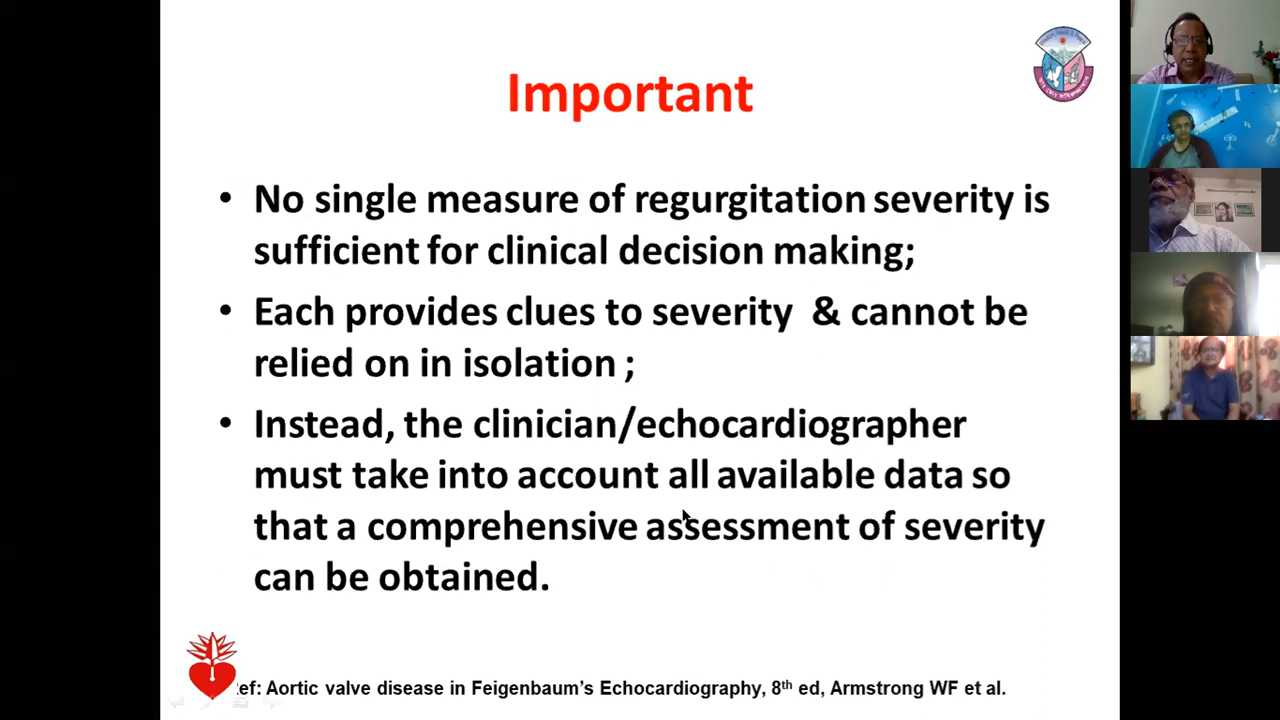 Important
• No single measure of regurgitation severity is
sufficient for clinical decision making;
• Each provides clues to severity & cannot be
relied on in isolation ;
• Instead, the clinician/echocardiographer
must take into account all available data so
that a comprehensive assessment of severity
can be obtained.
ef: Aortic valve disease in Feigenbaum's Echocardiography, 8th ed, Armstrong WF et al.